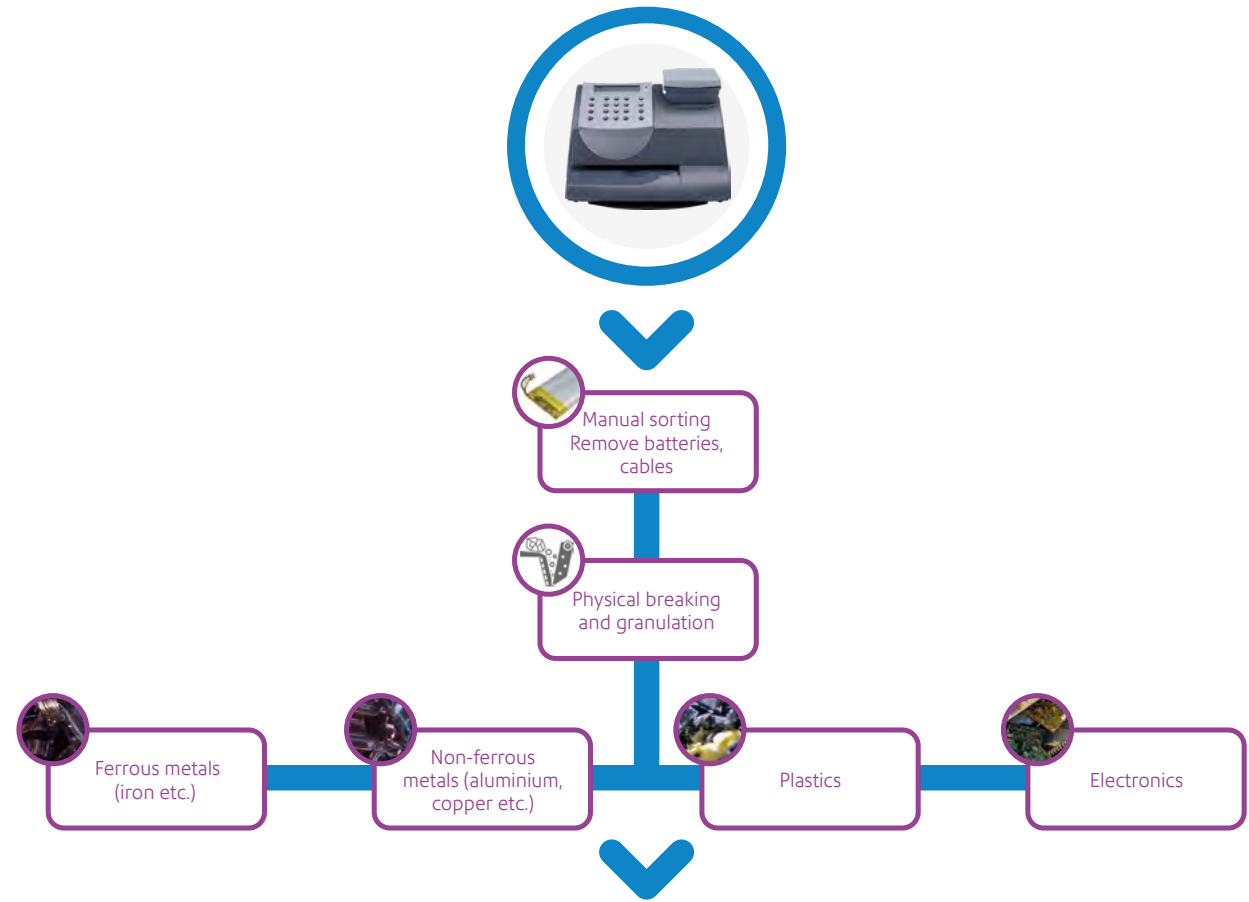 Manual sorting
Remove batteries,
cables
Physical breaking
and granulation
Ferrous metals
(iron etc.)
Non-ferrous
metals (aluminium,
copper etc.)
Plastics
Electronics